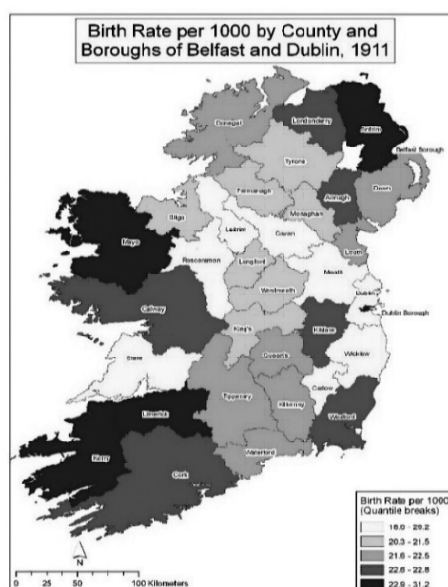 Birth Rate per 1000 by County and
Boroughs of Belfast and Dublin, 1911
Donegal
Londonderry
Antrim
Belfast Borough
Tyrone
Fermanagh
Armagh
Down
Monaghan
Sligo
Leitrim
Cavan
Mayo
Louth
Roscommon
Longford
Meath
Westmeath
Dublin
Galway
Dublin Borough
King's
Kildare
Queen's
Wicklow
Clare
Carlow
Tipperary
Kilkenny
Limerick
Wexford
Waterford
Kerry
Cork
N
0 25 50 100 Kilometers
Birth Rate per 1000
(Quantile breaks)
20.3 - 21.5
21.6 - 22.5
22.6 - 22.8
22.9 - 31.2